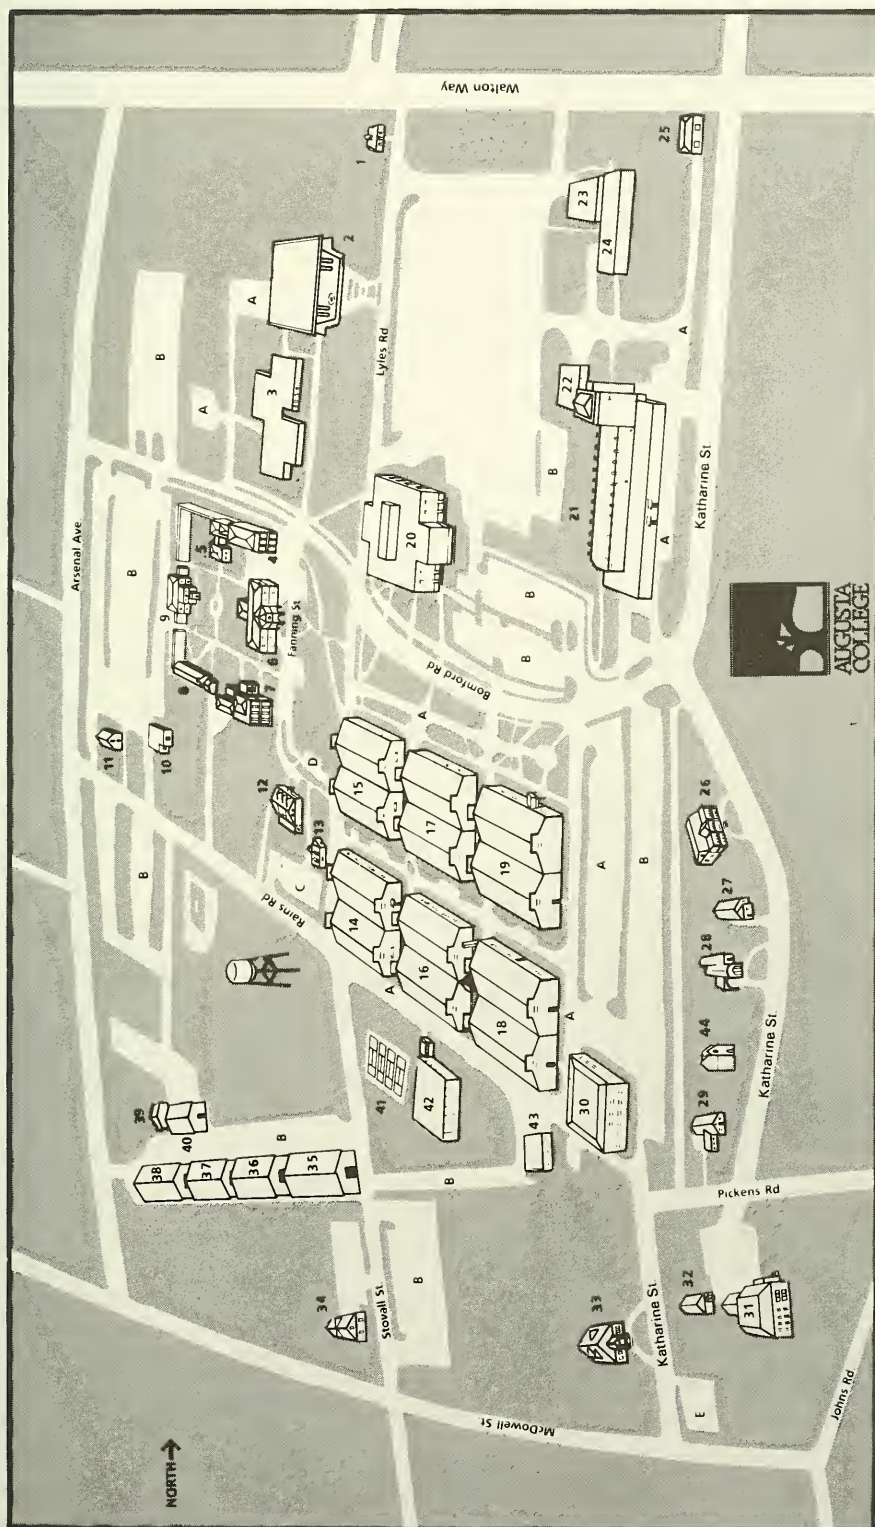 Walton Way
1
25
2
23
24
A
Lyles Rd
B
3
A
A
22
B
Katharine St.
21
A
Arsenal Ave.
B
5
4
20
9
6
Fanning St.
B
B
Bomford Rd
8
7
11
10
A
D
12
15
17
13
19
26
B
C
A
B
Rains Rd
14
27
16
28
A
18
A
44
Katharine St.
41
42
30
29
39
40
43
B
38
37
36
35
B
Pickens Rd
34
Stovall St.
B
32
33
31
Katharine St.
E
McDowell St.
Johns Rd
NORTH
AUGUSTA
COLLEGE